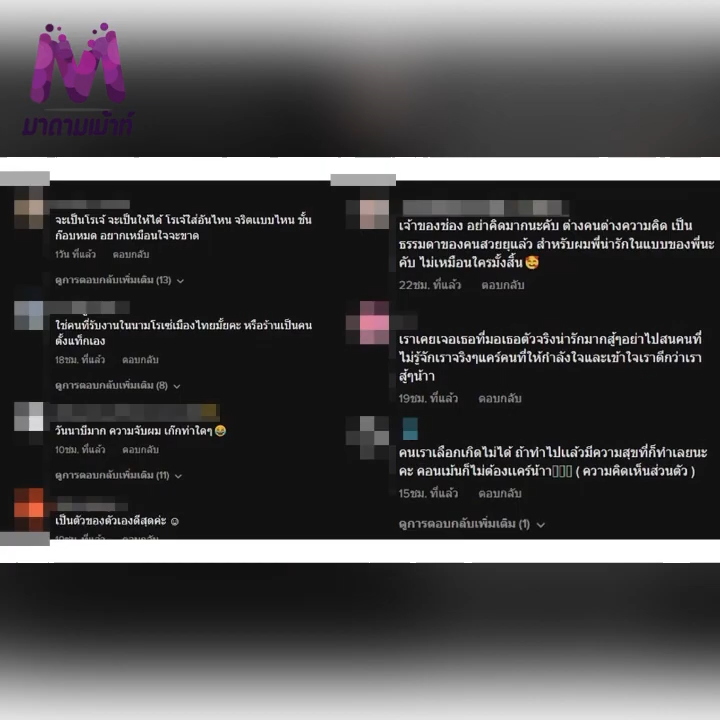 มาดามเม้าท์
จะเป็นโรเจ้ จะเป็นให้ได้ โรเจ้ใส่อันไหน จริตแบบไหน ชั้น
ก๊อบหมด อยากเหมือนใจจะขาด
1วัน ที่แล้ว ตอบกลับ
ดูการตอบกลับเพิ่มเติม (13)
ใช่คนที่รับงานในนามโรเซ่เมืองไทยมั้ยคะ หรือร้านเป็นคน
ตั้งแท็กเอง
18ชม. ที่แล้ว ตอบกลับ
ดูการตอบกลับเพิ่มเติม (8)
วันนาบีมาก ความจับผม เก๊กท่าใดๆ😂
10ชม. ที่แล้ว ตอบกลับ
ดูการตอบกลับเพิ่มเติม (11)
เป็นตัวของตัวเองดีสุดค่ะ ☺
19ชม. ที่แล้ว ตอบกลับ
เจ้าของช่อง อย่าคิดมากนะคับ ต่างคนต่างความคิด เป็น
ธรรมดาของคนสวยยุแล้ว สำหรับผมพี่น่ารักในแบบของพี่นะ
คับ ไม่เหมือนใครมั้งสิ้น🥰
22ชม. ที่แล้ว ตอบกลับ
เราเคยเจอเธอที่มอเธอตัวจริงน่ารักมากสู้ๆอย่าไปสนคนที่
ไม่รู้จักเราจริงๆแคร์คนที่ให้กำลังใจและเข้าใจเราดีกว่าเรา
สู้ๆน้าา
19ชม. ที่แล้ว ตอบกลับ
คนเราเลือกเกิดไม่ได้ ถ้าทำไปแล้วมีความสุขที่ก็ทำเลยนะ
คะ คอนเม้นก็ไม่ต้องแคร์น้าา ( ความคิดเห็นส่วนตัว )
15ชม. ที่แล้ว ตอบกลับ
ดูการตอบกลับเพิ่มเติม (1)